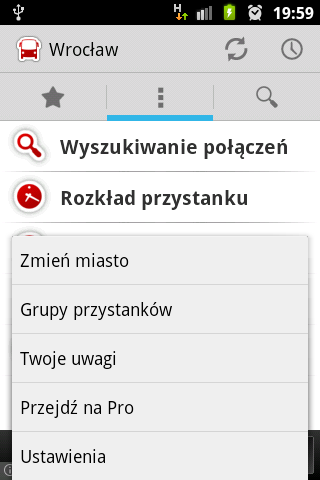 H
19:59
Wrocław
Wyszukiwanie połączeń
Rozkład przystanku
Zmień miasto
Grupy przystanków
Twoje uwagi
Przejdź na Pro
Ustawienia